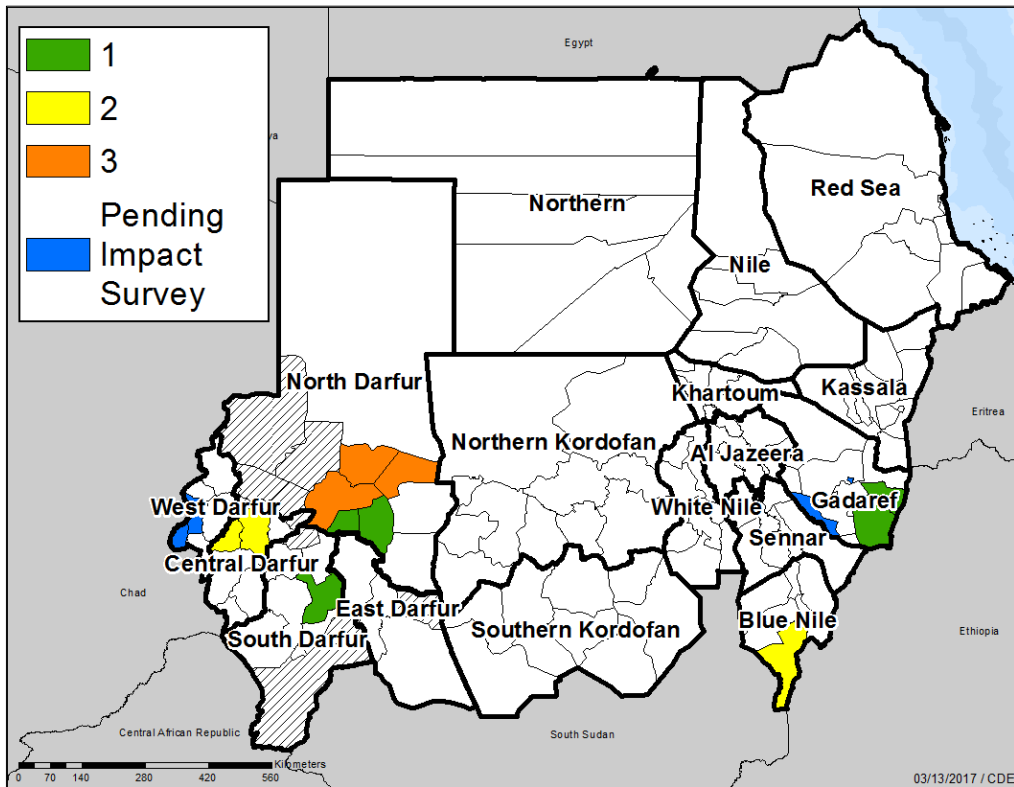 1
2
3
Pending
Impact
Survey
Egypt
ya
Northern
Red Sea
Nile
North Darfur
Khartoum
Kassala
Northern Kordofan
Al Jazeera
Eritrea
West Darfur
White Nile
Gadaref
Sennar
Central Darfur
Chad
East Darfur
South Darfur
Southern Kordofan
Blue Nile
Ethiopia
Central African Republic
South Sudan
Kilometers
0 70 140 280 420 560
03/13/2017 / CDE